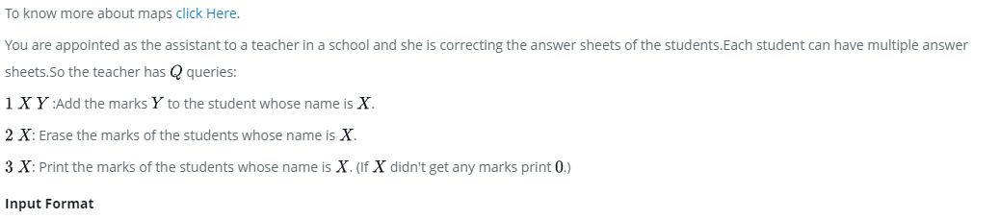 To know more about maps click Here.
You are appointed as the assistant to a teacher in a school and she is correcting the answer sheets of the students.Each student can have multiple answer
sheets.So the teacher has Q queries:
1 X Y :Add the marks Y to the student whose name is X.
2 X: Erase the marks of the students whose name is X.
3 X: Print the marks of the students whose name is X. (If X didn't get any marks print 0.)
Input Format